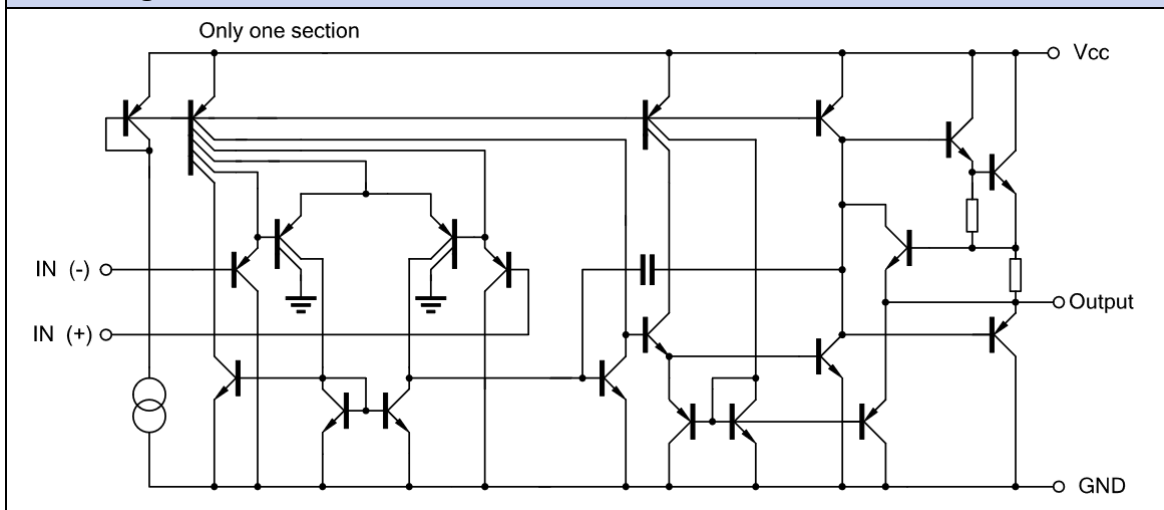 Only one section
Vcc
IN (-)
Output
IN (+)
GND